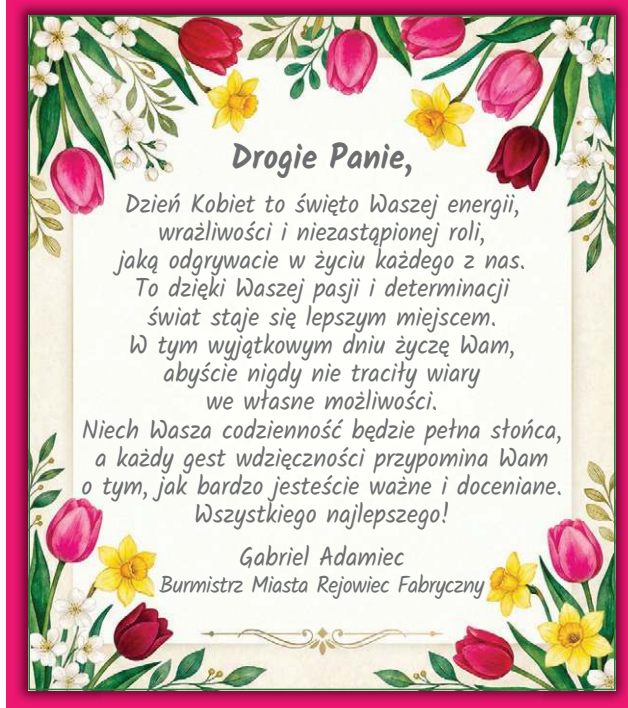 Drogie Panie,
Dzień Kobiet to święto Waszej energii,
wrażliwości i niezastąpionej roli,
jaką odgrywacie w życiu każdego z nas.
To dzięki Waszej pasji i determinacji
świat staje się lepszym miejscem.
W tym wyjątkowym dniu życzę Wam,
abyście nigdy nie traciły wiary
we własne możliwości.
Niech Wasza codzienność będzie pełna słońca,
a każdy gest wdzięczności przypomina Wam
o tym, jak bardzo jesteście ważne i doceniane.
Wszystkiego najlepszego!
Gabriel Adamiec
Burmistrz Miasta Rejowiec Fabryczny